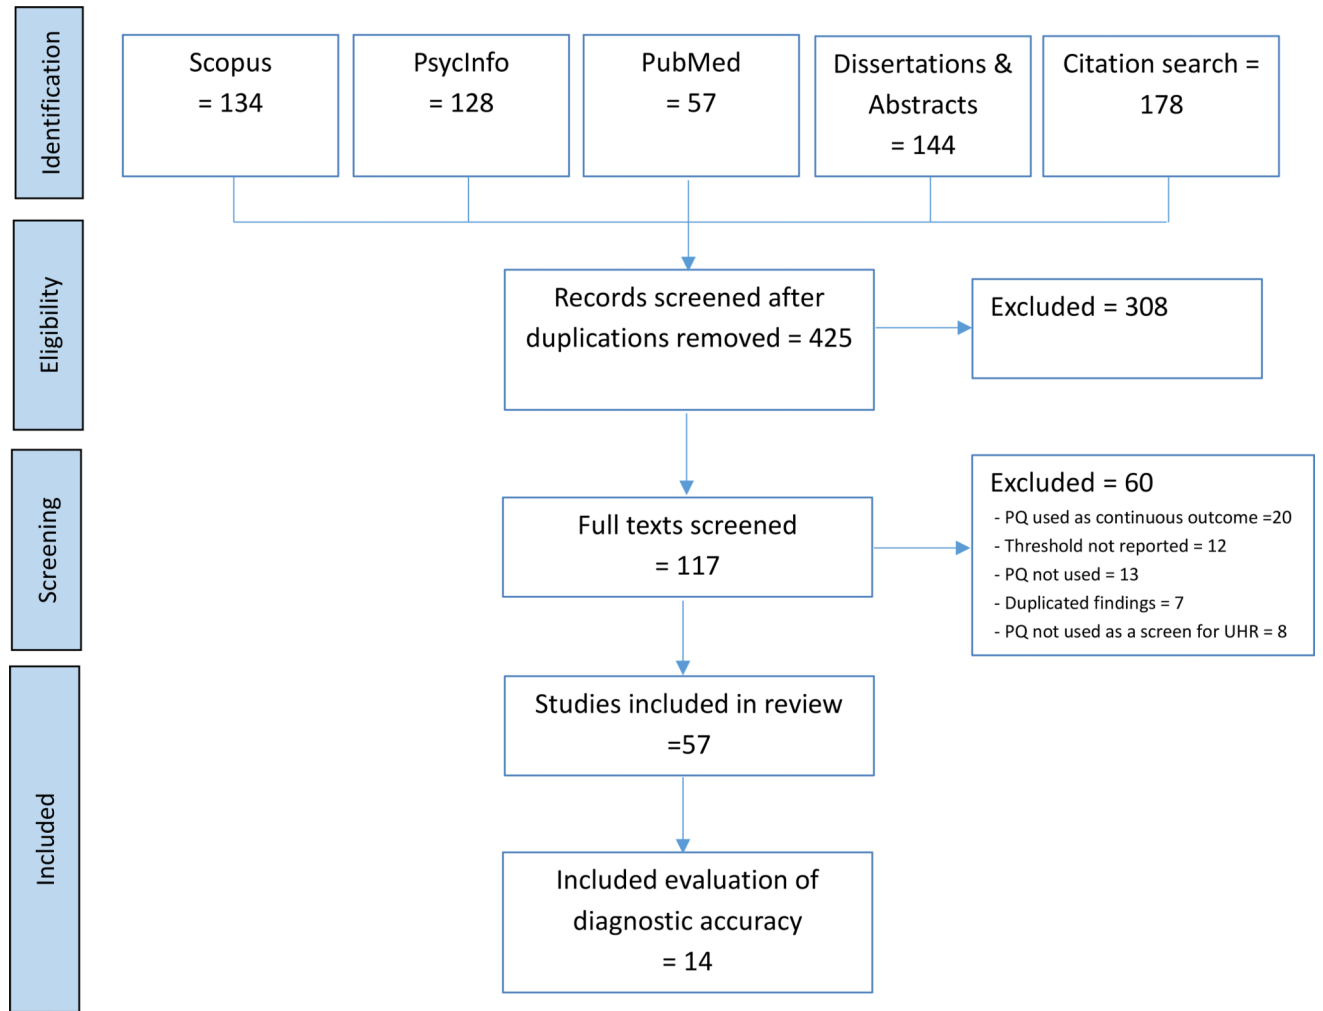 Identification
Scopus
= 134
PsycInfo
= 128
PubMed
= 57
Dissertations &
Abstracts
= 144
Citation search =
178
Eligibility
Records screened after
duplications removed = 425
Excluded = 308
Screening
Full texts screened
= 117
Excluded = 60
- PQ used as continuous outcome =20
- Threshold not reported = 12
- PQ not used = 13
- Duplicated findings = 7
- PQ not used as a screen for UHR = 8
Included
Studies included in review
=57
Included evaluation of
diagnostic accuracy
= 14